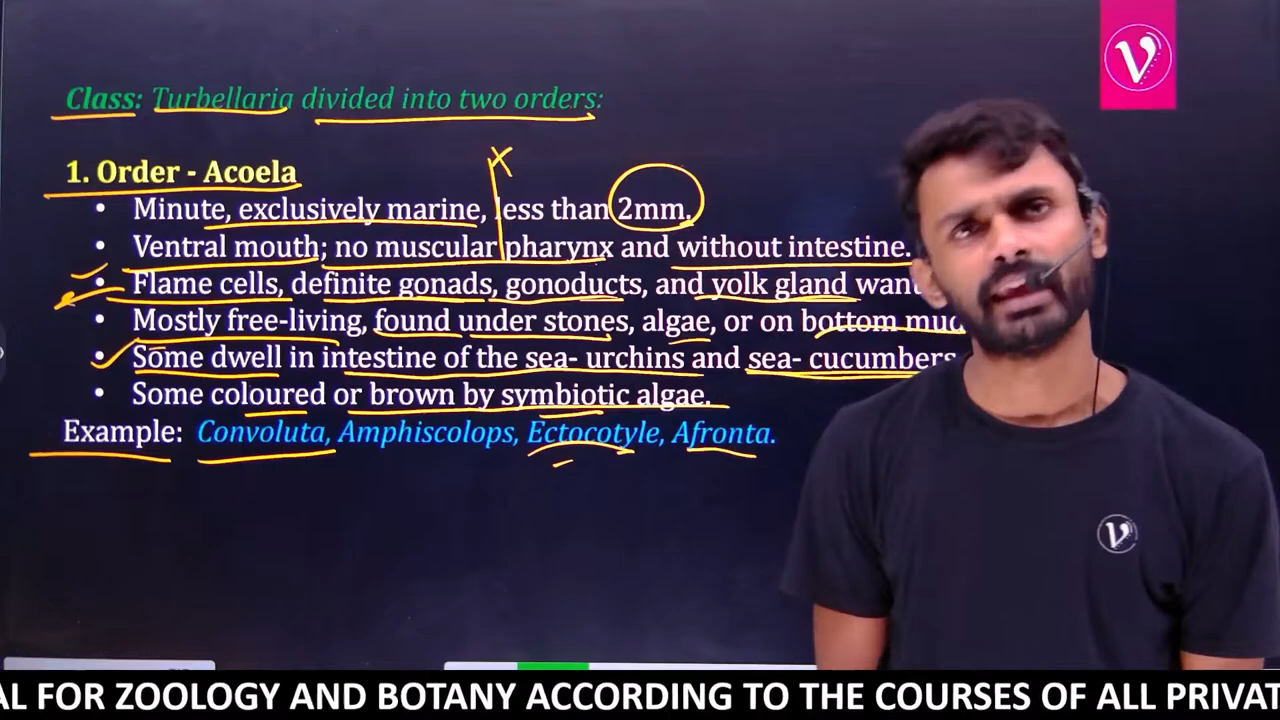 Class: Turbellaria divided into two orders:
1. Order - Acoela
• Minute, exclusively marine, less than 2mm.
• Ventral mouth; no muscular pharynx and without intestine.
• Flame cells, definite gonads, gonoducts, and yolk gland
• Mostly free-living, found under stones, algae, or on bottom mud
• Some dwell in intestine of the sea- urchins and sea- cucumbers
• Some coloured or brown by symbiotic algae.
Example: Convoluta, Amphiscolops, Ectocotyle, Afronta.
FOR ZOOLOGY AND BOTANY ACCORDING TO THE COURSES OF ALL